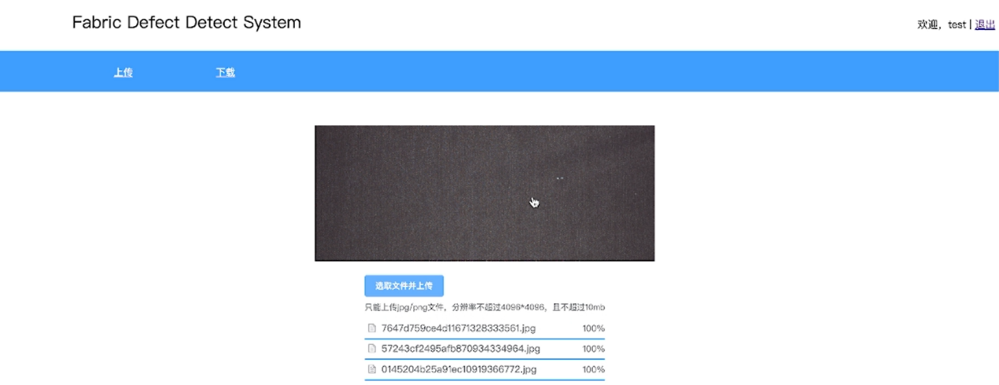 Fabric Defect Detect System
欢迎，test | 退出
上传 下载
选取文件并上传
只能上传jpg/png文件，分辨率不超过4096*4096，且不超过10mb
7647d759ce4d11671328333561.jpg 100%
57243cf2495afb870934334964.jpg 100%
0145204b25a91ec10919366772.jpg 100%